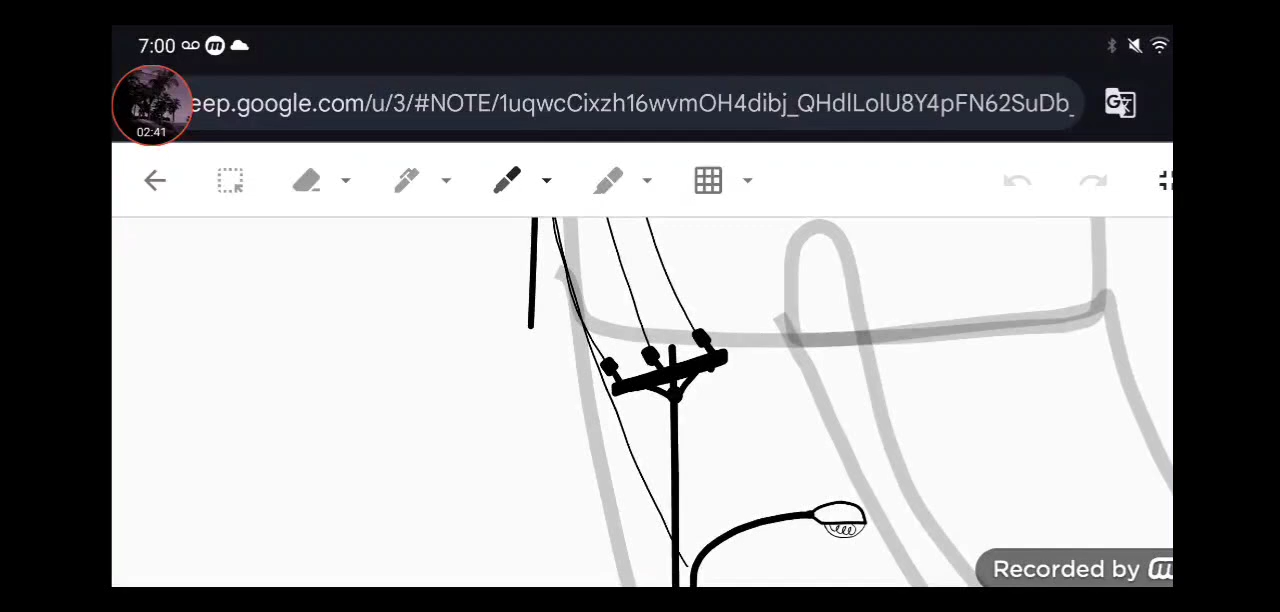 7:00
02:41
eep.google.com/u/3/#NOTE/1uqwcCixzh16wvmOH4dibj_QHdlLolU8Y4pFN62SuDb_
Recorded by